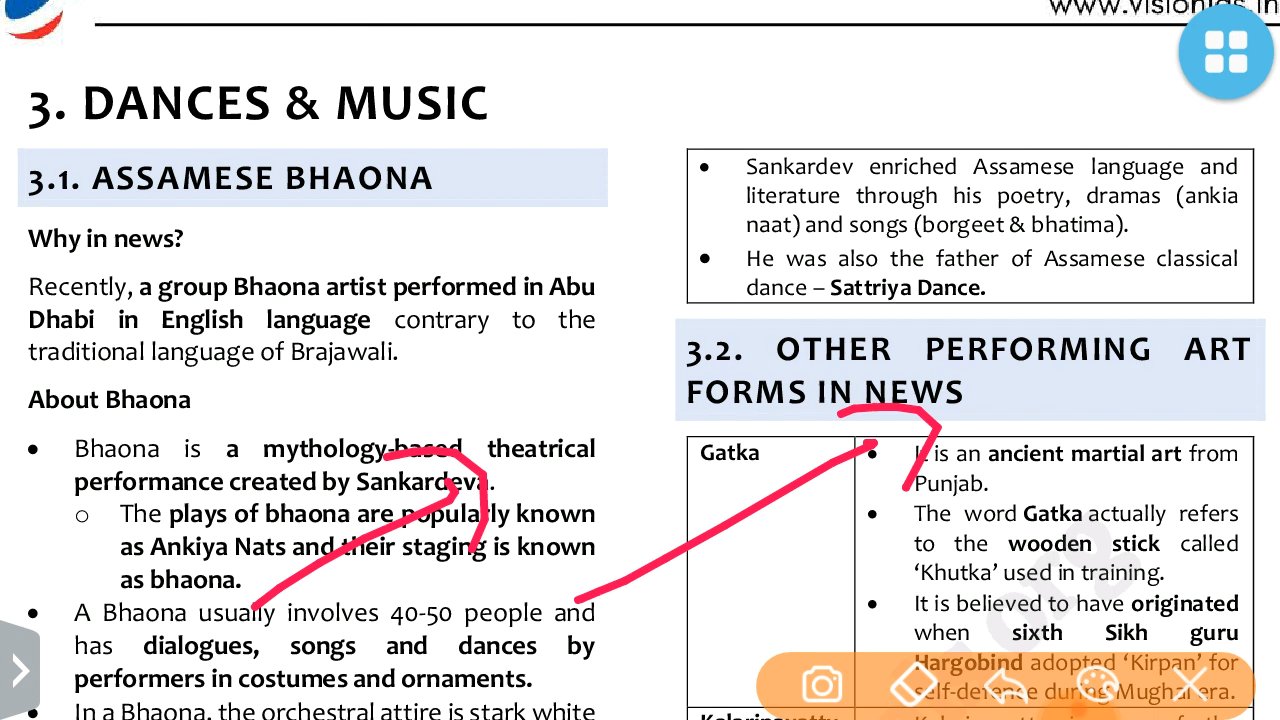 www.visionias.in
3. DANCES & MUSIC
3.1. ASSAMESE BHAONA
Why in news?
Recently, a group Bhaona artist performed in Abu
Dhabi in English language contrary to the
traditional language of Brajawali.
About Bhaona
• Bhaona is a mythology-based theatrical
performance created by Sankardeva.
o The plays of bhaona are popularly known
as Ankiya Nats and their staging is known
as bhaona.
• A Bhaona usually involves 40-50 people and
has dialogues, songs and dances by
performers in costumes and ornaments.
• In a Bhaona, the orchestral attire is stark white
• Sankardev enriched Assamese language and
literature through his poetry, dramas (ankia
naat) and songs (borgeet & bhatima).
• He was also the father of Assamese classical
dance – Sattriya Dance.
3.2. OTHER PERFORMING ART
FORMS IN NEWS
Gatka
• It is an ancient martial art from
Punjab.
• The word Gatka actually refers
to the wooden stick called
‘Khutka’ used in training.
• It is believed to have originated
when sixth Sikh guru
Hargobind adopted ‘Kirpan’ for
self-defence during Mughal era.